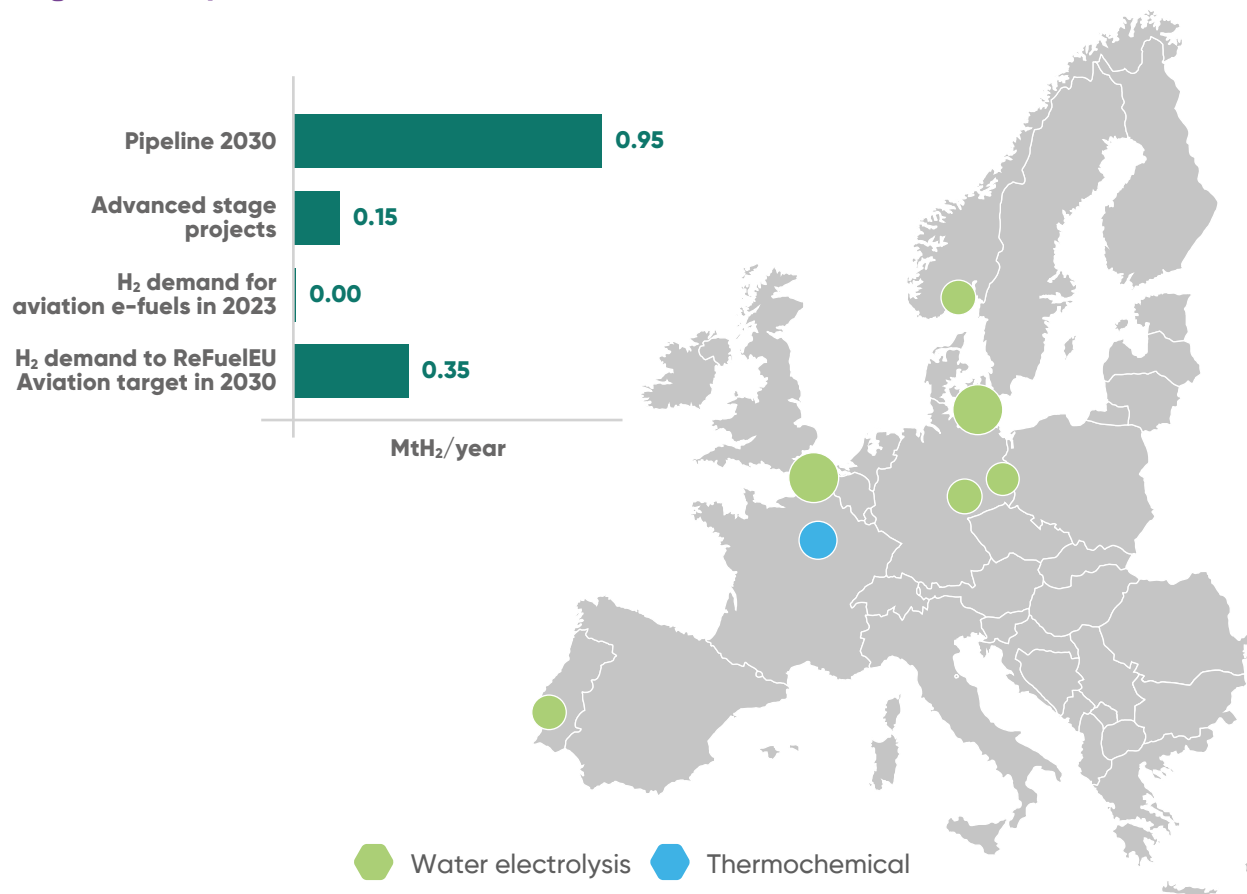 Pipeline 2030
0.95
Advanced stage
projects
0.15
H₂ demand for
aviation e-fuels in 2023
0.00
H₂ demand to ReFuelEU
Aviation target in 2030
0.35
MtH₂/year
Water electrolysis
Thermochemical